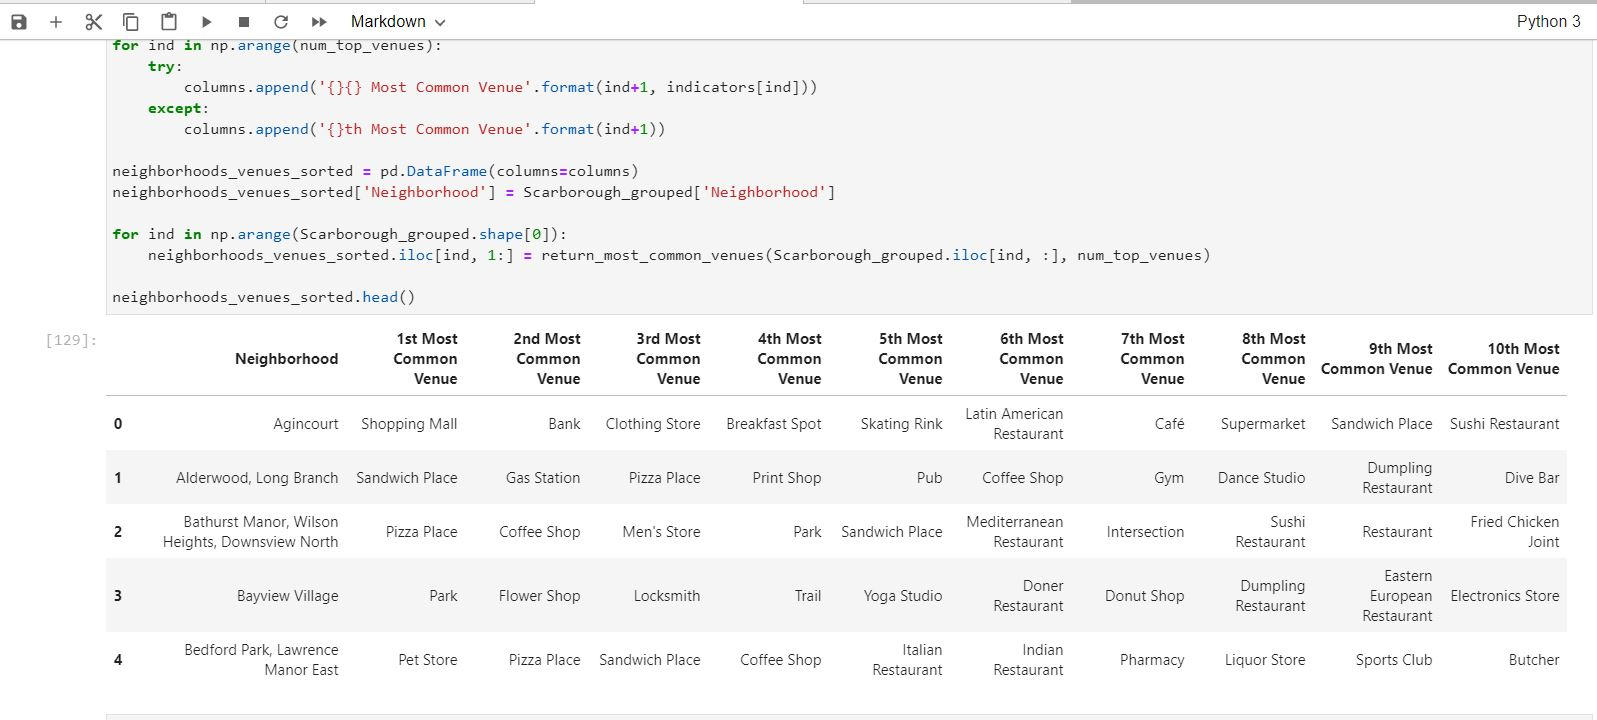 Markdown
Python 3
for ind in np.arange(num_top_venues):
    try:
        columns.append('{}{} Most Common Venue'.format(ind+1, indicators[ind]))
    except:
        columns.append('{}th Most Common Venue'.format(ind+1))
neighborhoods_venues_sorted = pd.DataFrame(columns=columns)
neighborhoods_venues_sorted['Neighborhood'] = Scarborough_grouped['Neighborhood']
for ind in np.arange(Scarborough_grouped.shape[0]):
    neighborhoods_venues_sorted.iloc[ind, 1:] = return_most_common_venues(Scarborough_grouped.iloc[ind, :], num_top_venues)
neighborhoods_venues_sorted.head()
[129]:
Neighborhood
1st Most
Common
Venue
2nd Most
Common
Venue
3rd Most
Common
Venue
4th Most
Common
Venue
5th Most
Common
Venue
6th Most
Common
Venue
7th Most
Common
Venue
8th Most
Common
Venue
9th Most
Common Venue
10th Most
Common Venue
0
Agincourt
Shopping Mall
Bank
Clothing Store
Breakfast Spot
Skating Rink
Latin American
Restaurant
Café
Supermarket
Sandwich Place
Sushi Restaurant
1
Alderwood, Long Branch
Sandwich Place
Gas Station
Pizza Place
Print Shop
Pub
Coffee Shop
Gym
Dance Studio
Dumpling
Restaurant
Dive Bar
2
Bathurst Manor, Wilson
Heights, Downsview North
Pizza Place
Coffee Shop
Men's Store
Park
Sandwich Place
Mediterranean
Restaurant
Intersection
Sushi
Restaurant
Restaurant
Fried Chicken
Joint
3
Bayview Village
Park
Flower Shop
Locksmith
Trail
Yoga Studio
Doner
Restaurant
Donut Shop
Dumpling
Restaurant
Eastern
European
Restaurant
Electronics Store
4
Bedford Park, Lawrence
Manor East
Pet Store
Pizza Place
Sandwich Place
Coffee Shop
Italian
Restaurant
Indian
Restaurant
Pharmacy
Liquor Store
Sports Club
Butcher